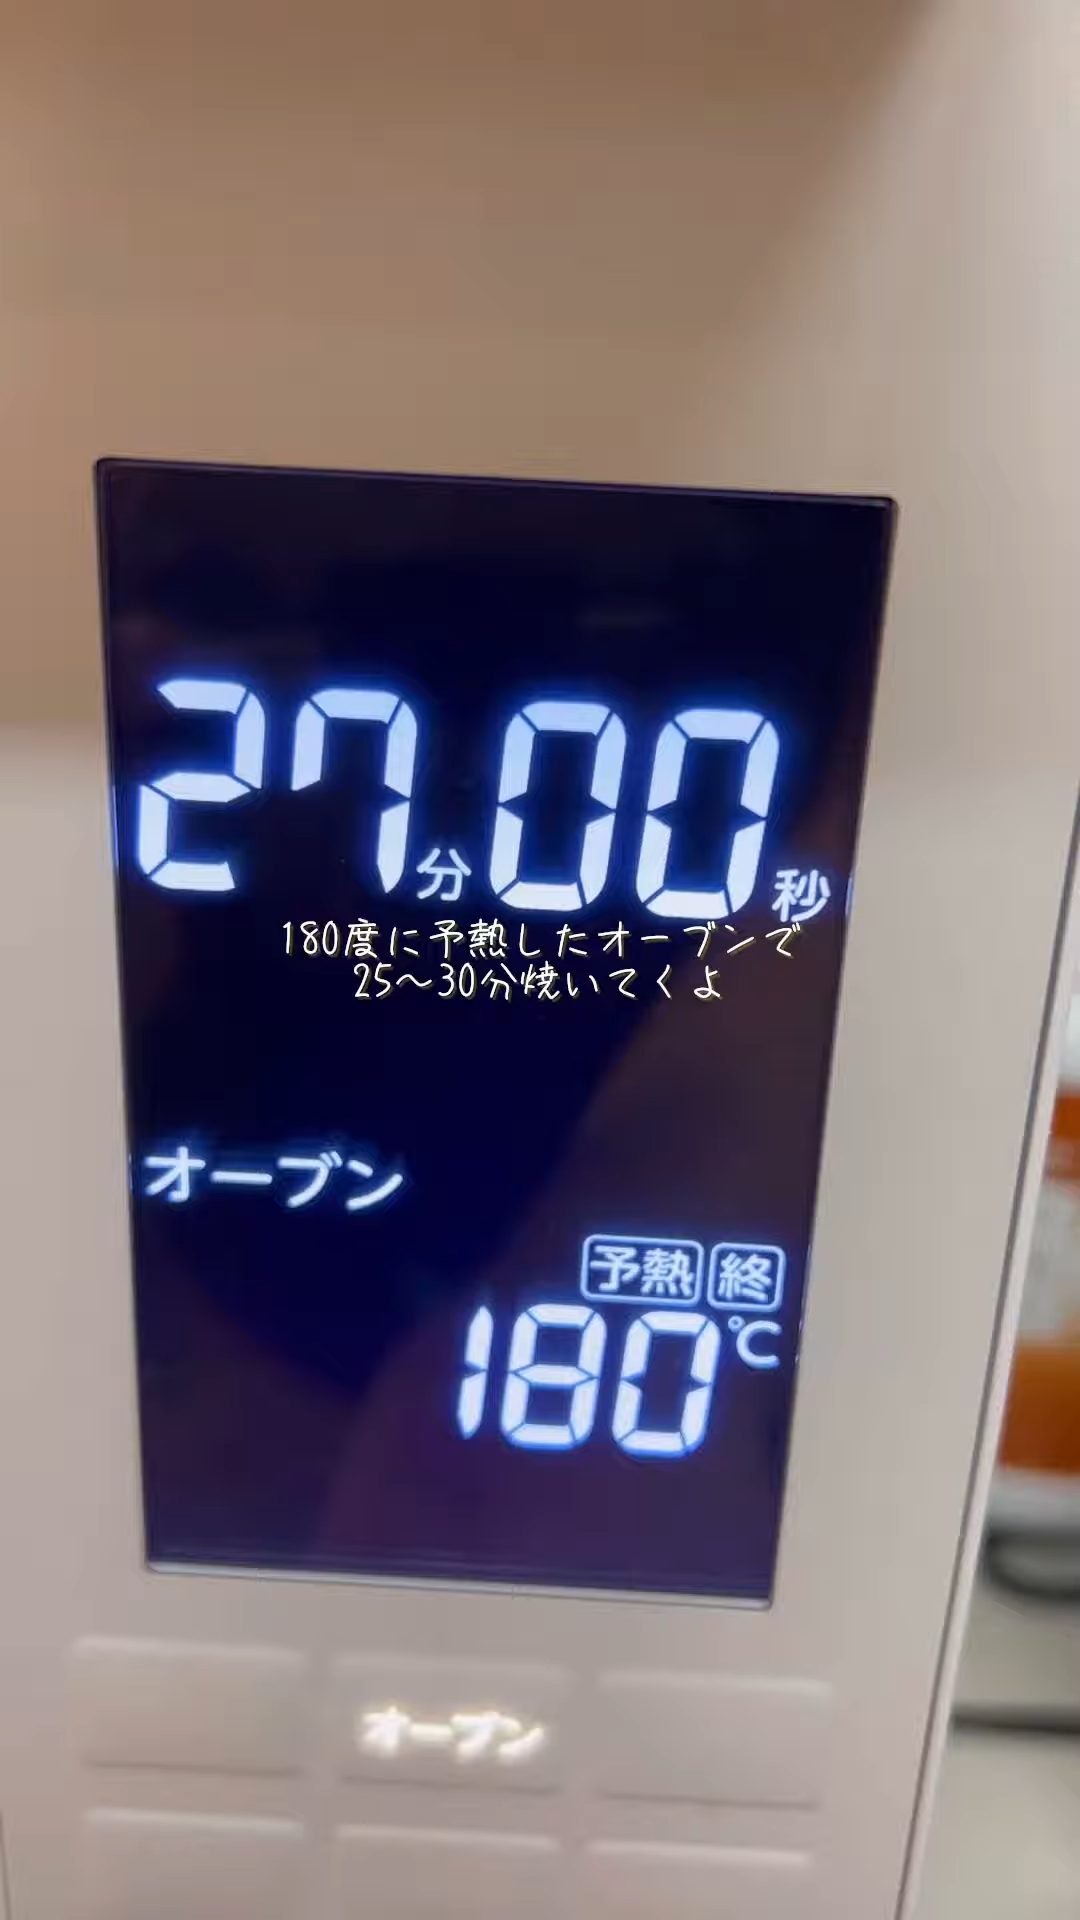 27分00秒
180度に予熱したオーブンで
25〜30分焼いてくよ
オーブン
予熱 終
180℃
オーブン